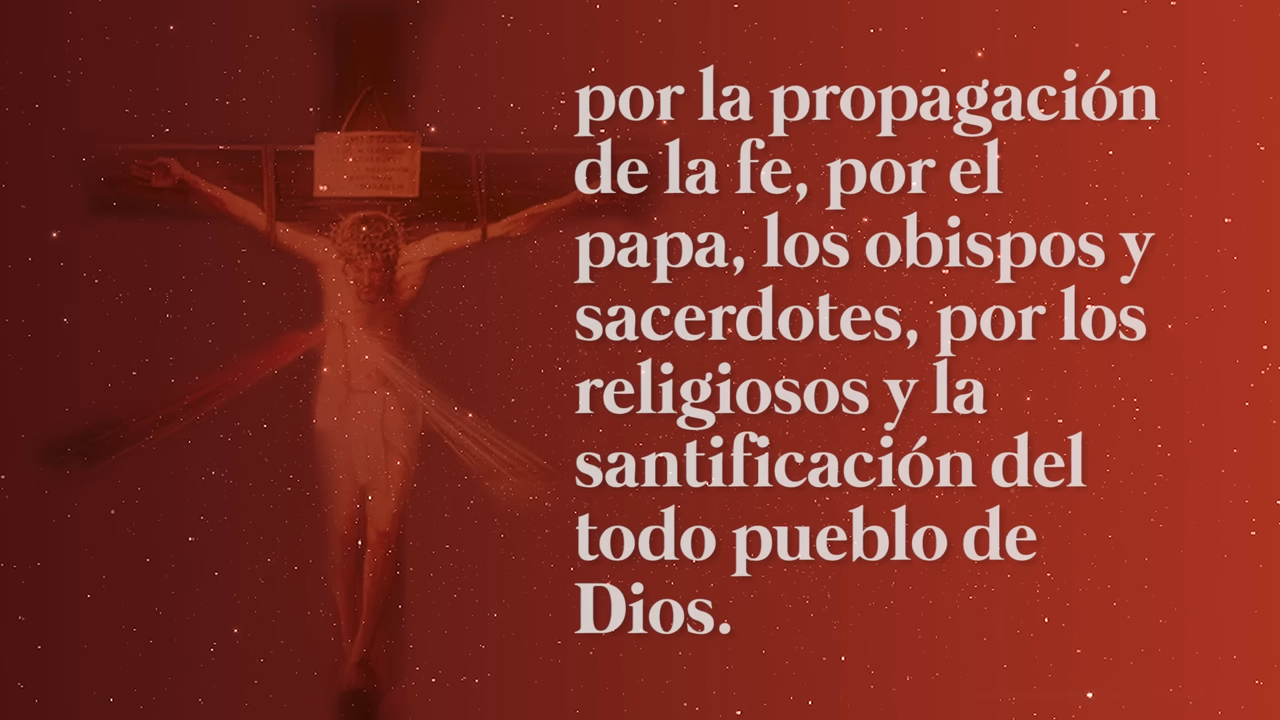 por la propagación
de la fe, por el
papa, los obispos y
sacerdotes, por los
religiosos y la
santificación del
todo pueblo de
Dios.